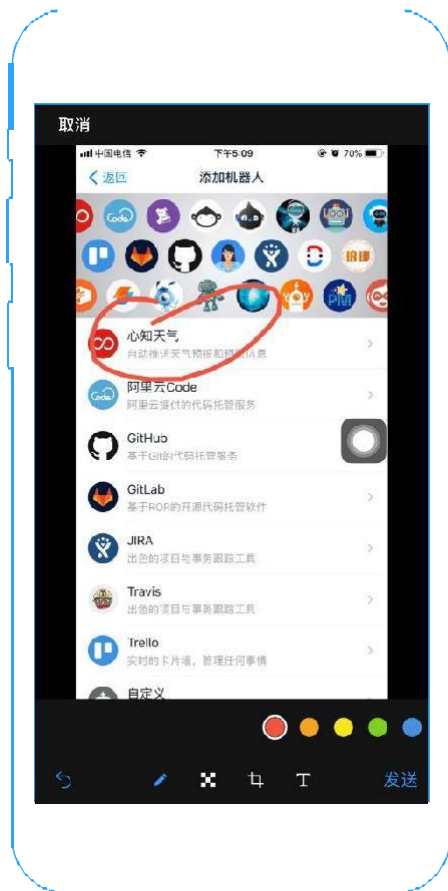 取消
中国电信 下午5:09 70%
返回 添加机器人
Code
PM
心知天气
自动推送天气预报和预警信息
阿里云Code
阿里云提供的代码托管服务
GitHub
基于Git的代码托管服务
GitLab
基于ROR的开源代码托管软件
JIRA
出色的项目与事务跟踪工具
Travis
出色的项目与事务跟踪工具
Trello
实时的卡片墙，管理任何事情
自定义
T 发送